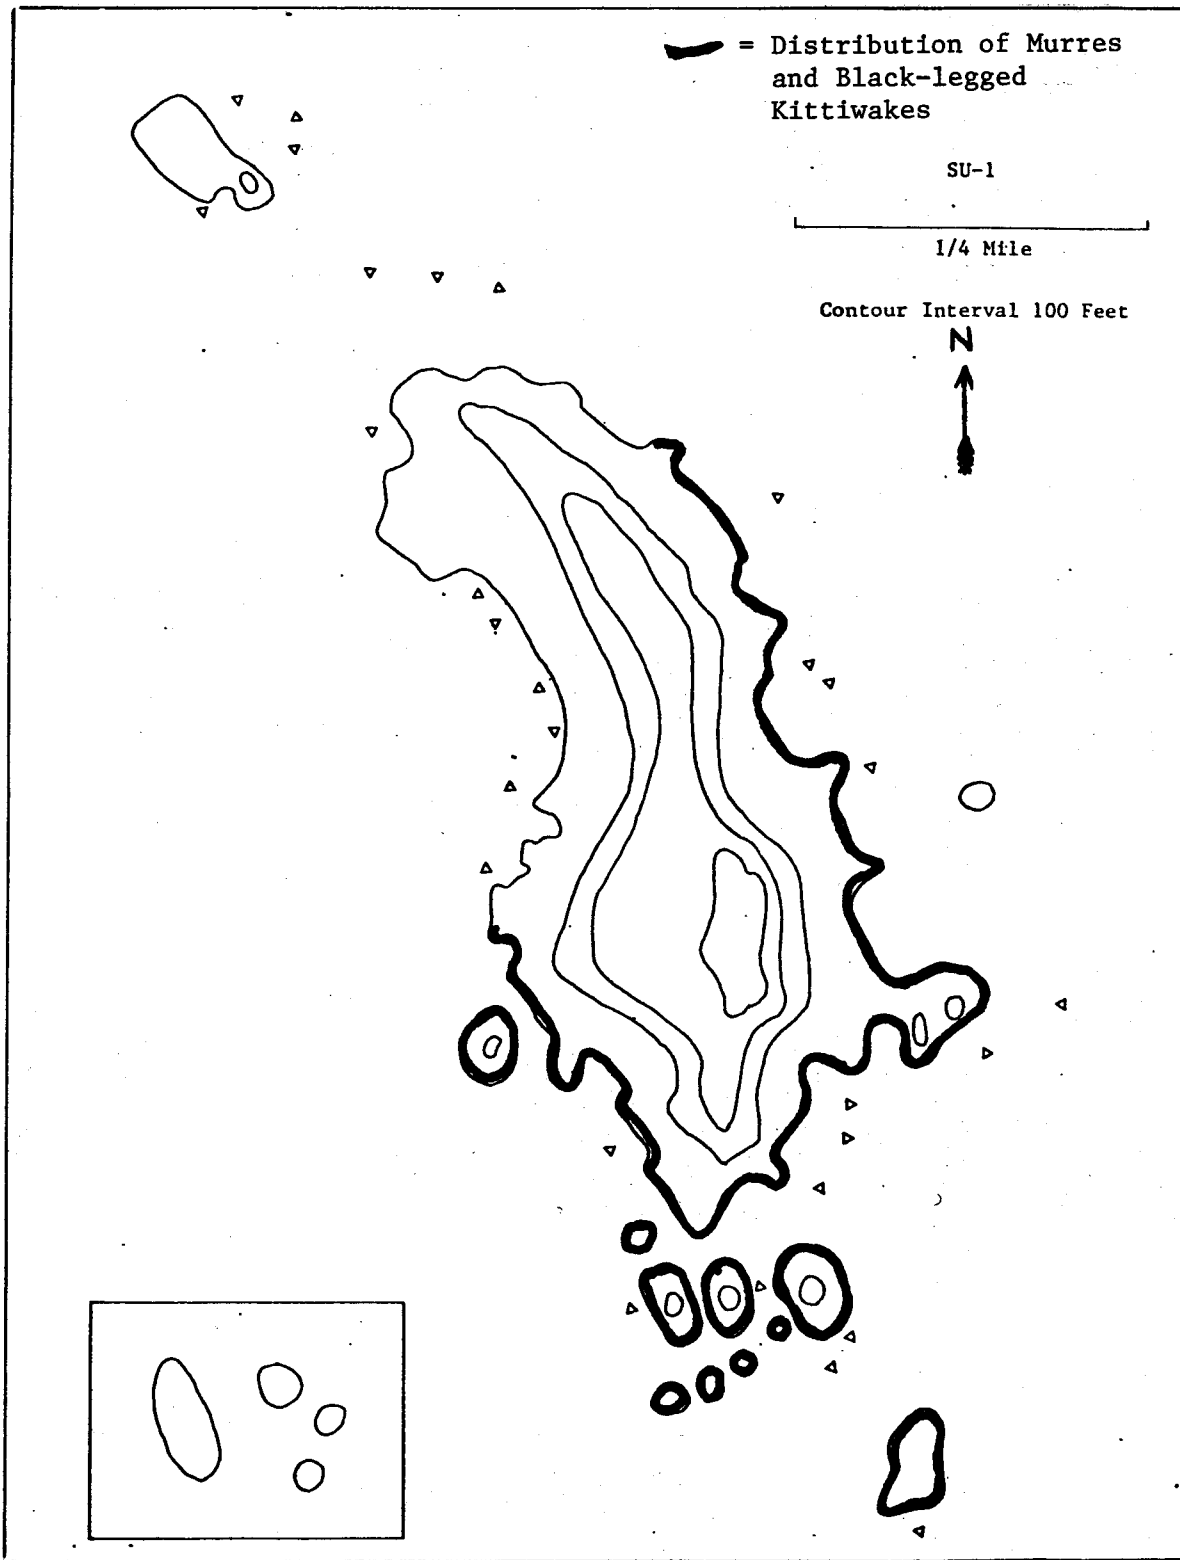 = Distribution of Murres
and Black-legged
Kittiwakes
SU-1
1/4 Mile
Contour Interval 100 Feet
N